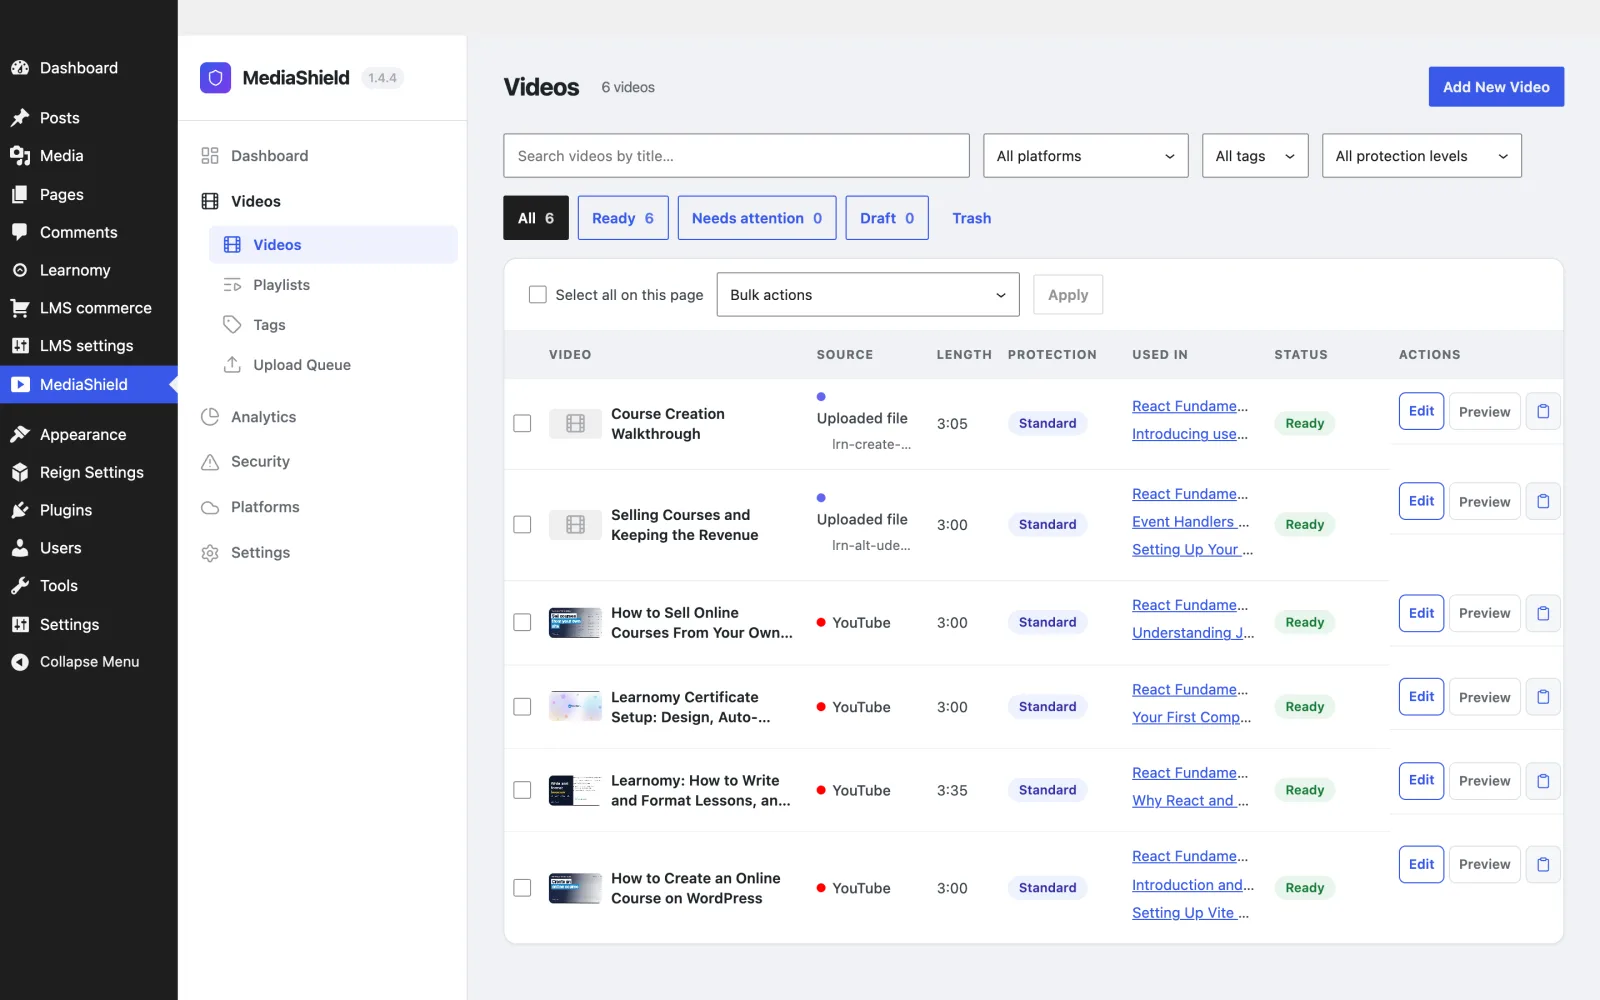 Dashboard
Posts
Media
Pages
Comments
Learnomy
LMS commerce
LMS settings
MediaShield
Appearance
Reign Settings
Plugins
Users
Tools
Settings
Collapse Menu
MediaShield 1.4.4
Dashboard
Videos
Videos
Playlists
Tags
Upload Queue
Analytics
Security
Platforms
Settings
Videos 6 videos
Add New Video
Search videos by title...
All platforms
All tags
All protection levels
All 6
Ready 6
Needs attention 0
Draft 0
Trash
Select all on this page
Bulk actions
Apply
VIDEO SOURCE LENGTH PROTECTION USED IN STATUS ACTIONS
Course Creation
Walkthrough
Uploaded file
lrn-create-...
3:05
Standard
React Fundame...
Introducing use...
Ready
Edit
Preview
Selling Courses and
Keeping the Revenue
Uploaded file
lrn-alt-ude...
3:00
Standard
React Fundame...
Event Handlers ...
Setting Up Your ...
Ready
Edit
Preview
How to Sell Online
Courses From Your Own...
YouTube
3:00
Standard
React Fundame...
Understanding J...
Ready
Edit
Preview
Learnomy Certificate
Setup: Design, Auto-...
YouTube
3:00
Standard
React Fundame...
Your First Comp...
Ready
Edit
Preview
Learnomy: How to Write
and Format Lessons, an...
YouTube
3:35
Standard
React Fundame...
Why React and ...
Ready
Edit
Preview
How to Create an Online
Course on WordPress
YouTube
3:00
Standard
React Fundame...
Introduction and...
Setting Up Vite ...
Ready
Edit
Preview